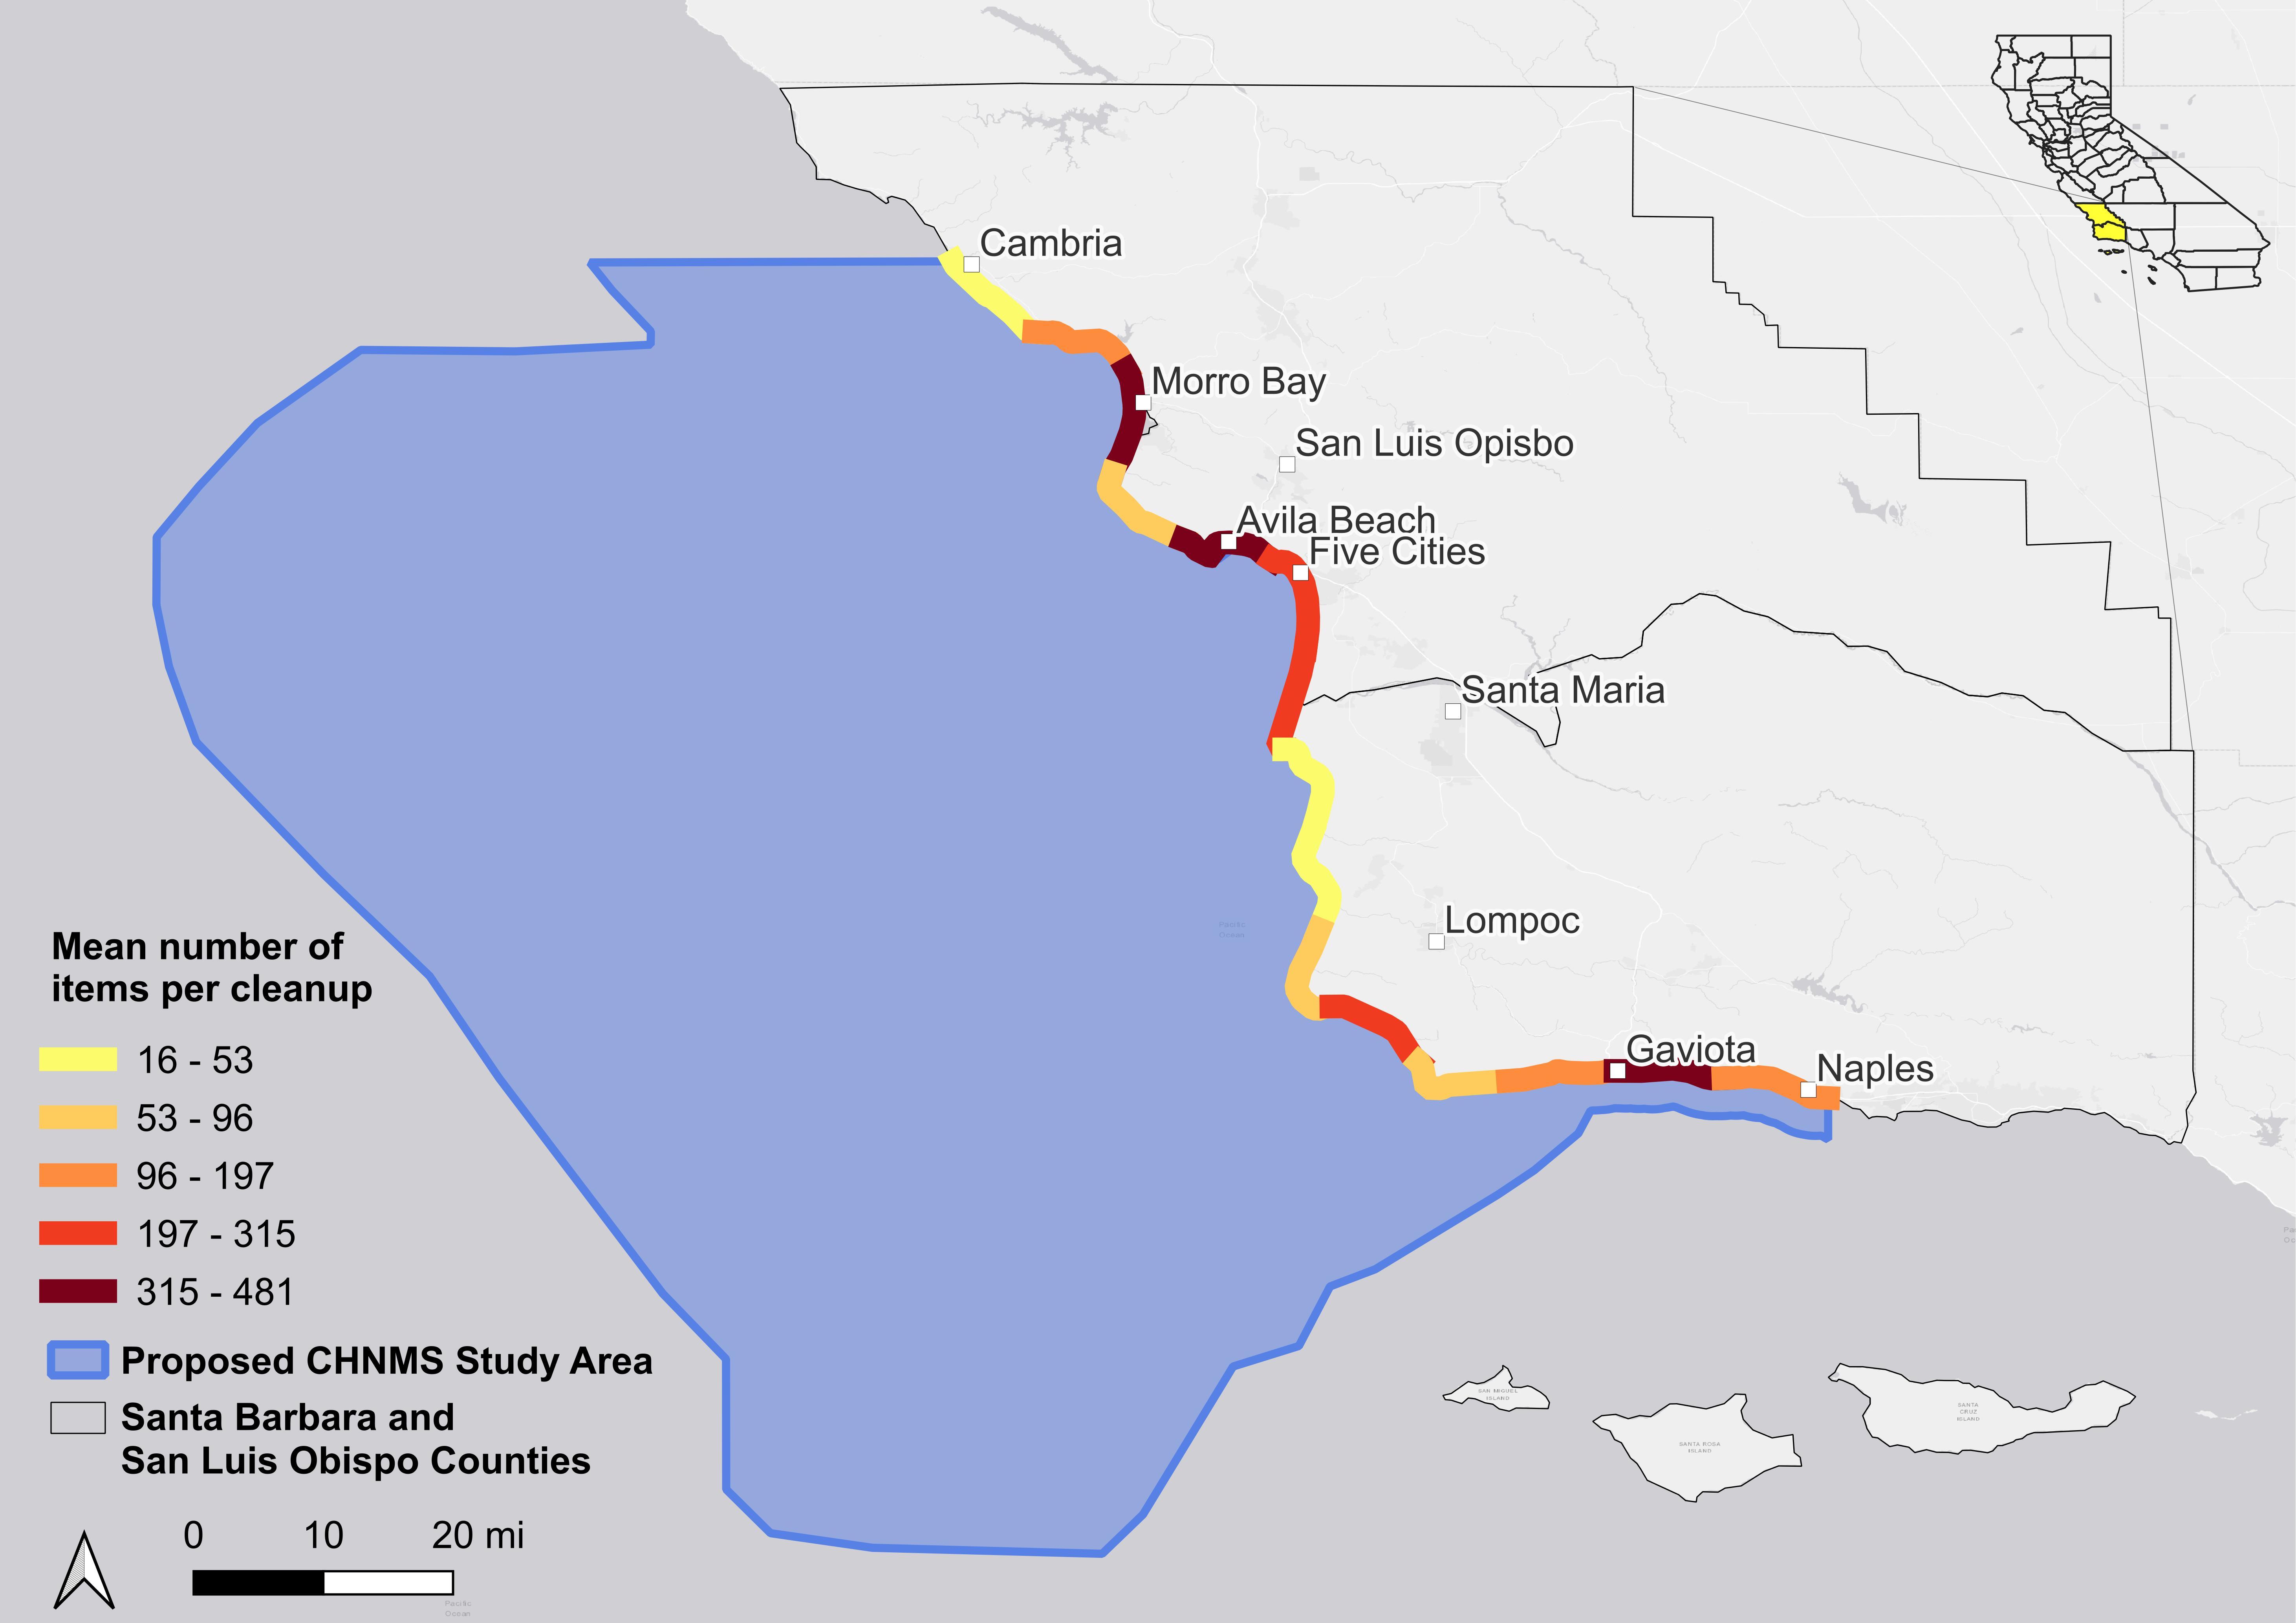 Cambria
Morro Bay
San Luis Opisbo
Avila Beach
Five Cities
Santa Maria
Pacific
Ocean
Lompoc
Gaviota
Naples
Mean number of
items per cleanup
16 - 53
53 - 96
96 - 197
197 - 315
315 - 481
Proposed CHNMS Study Area
Santa Barbara and
San Luis Obispo Counties
0 10 20 mi
Pacific
Ocean
SAN MIGUEL
ISLAND
SANTA ROSA
ISLAND
SANTA
CRUZ
ISLAND
Pa
Oc